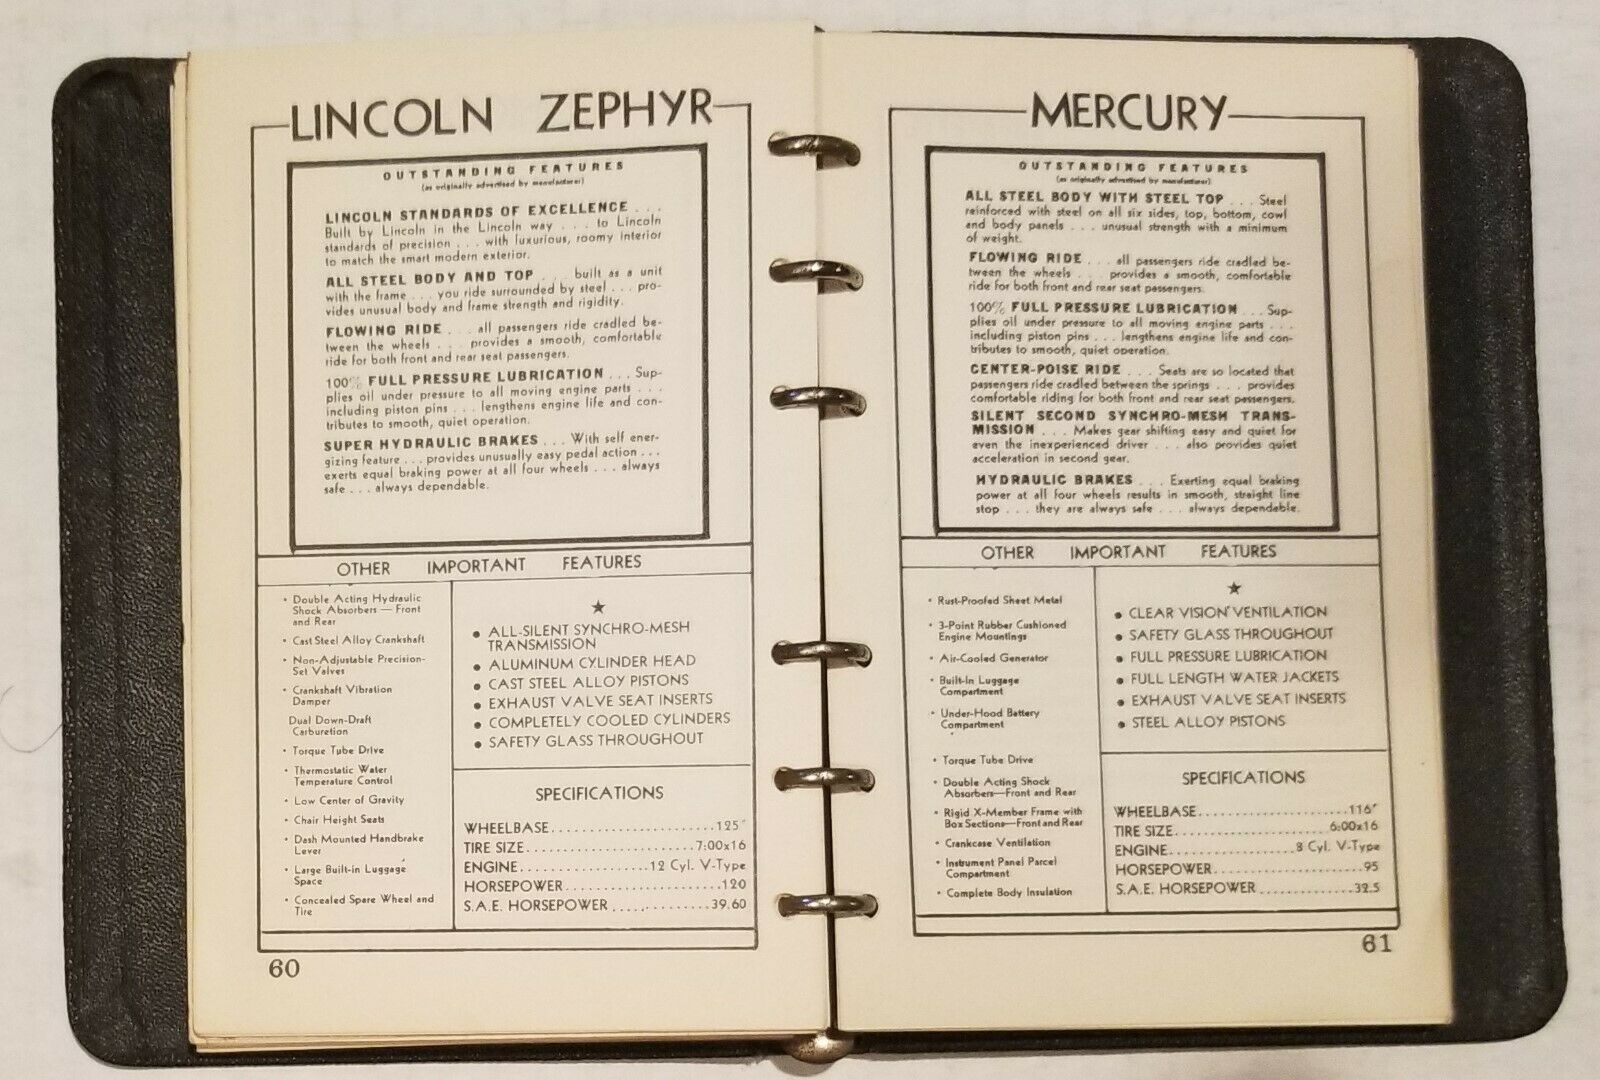 LINCOLN ZEPHYR
OUTSTANDING FEATURES
(as originally advertised by manufacturer)
LINCOLN STANDARDS OF EXCELLENCE . . .
Built by Lincoln in the Lincoln way . . . to Lincoln
standards of precision . . . with luxurious, roomy interior
to match the smart modern exterior.
ALL STEEL BODY AND TOP . . . built as a unit
with the frame . . . you ride surrounded by steel . . . pro-
vides unusual body and frame strength and rigidity.
FLOWING RIDE . . . all passengers ride cradled be-
tween the wheels . . . provides a smooth, comfortable
ride for both front and rear seat passengers.
100% FULL PRESSURE LUBRICATION . . . Sup-
plies oil under pressure to all moving engine parts . . .
including piston pins . . . lengthens engine life and con-
tributes to smooth, quiet operation.
SUPER HYDRAULIC BRAKES . . . With self ener-
gizing feature . . . provides unusually easy pedal action . . .
exerts equal braking power at all four wheels . . . always
safe . . . always dependable.
OTHER IMPORTANT FEATURES
• Double Acting Hydraulic
Shock Absorbers — Front
and Rear
• Cast Steel Alloy Crankshaft
• Non-Adjustable Precision-
Set Valves
• Crankshaft Vibration
Damper
Dual Down-Draft
Carburetion
• Torque Tube Drive
• Thermostatic Water
Temperature Control
• Low Center of Gravity
• Chair Height Seats
• Dash Mounted Handbrake
Lever
• Large Built-in Luggage
Space
• Concealed Spare Wheel and
Tire
★
• ALL-SILENT SYNCHRO-MESH
TRANSMISSION
• ALUMINUM CYLINDER HEAD
• CAST STEEL ALLOY PISTONS
• EXHAUST VALVE SEAT INSERTS
• COMPLETELY COOLED CYLINDERS
• SAFETY GLASS THROUGHOUT
SPECIFICATIONS
WHEELBASE........................125"
TIRE SIZE.........................7:00x16
ENGINE...................12 Cyl. V-Type
HORSEPOWER.......................120
S.A.E. HORSEPOWER ..............39.60
60
MERCURY
OUTSTANDING FEATURES
(as originally advertised by manufacturer)
ALL STEEL BODY WITH STEEL TOP . . . Steel
reinforced with steel on all six sides, top, bottom, cowl
and body panels . . . unusual strength with a minimum
of weight.
FLOWING RIDE . . . all passengers ride cradled be-
tween the wheels . . . provides a smooth, comfortable
ride for both front and rear seat passengers.
100% FULL PRESSURE LUBRICATION . . . Sup-
plies oil under pressure to all moving engine parts . . .
including piston pins . . . lengthens engine life and con-
tributes to smooth, quiet operation.
CENTER-POISE RIDE . . . Seats are so located that
passengers ride cradled between the springs . . . provides
comfortable riding for both front and rear seat passengers.
SILENT SECOND SYNCHRO-MESH TRANS-
MISSION . . . Makes gear shifting easy and quiet for
even the inexperienced driver . . . also provides quiet
acceleration in second gear.
HYDRAULIC BRAKES . . . Exerting equal braking
power at all four wheels results in smooth, straight line
stop . . . they are always safe . . . always dependable.
OTHER IMPORTANT FEATURES
• Rust-Proofed Sheet Metal
• 3-Point Rubber Cushioned
Engine Mountings
• Air-Cooled Generator
• Built-In Luggage
Compartment
• Under-Hood Battery
Compartment
• Torque Tube Drive
• Double Acting Shock
Absorbers—Front and Rear
• Rigid X-Member Frame with
Box Sections—Front and Rear
• Crankcase Ventilation
• Instrument Panel Parcel
Compartment
• Complete Body Insulation
★
• CLEAR VISION VENTILATION
• SAFETY GLASS THROUGHOUT
• FULL PRESSURE LUBRICATION
• FULL LENGTH WATER JACKETS
• EXHAUST VALVE SEAT INSERTS
• STEEL ALLOY PISTONS
SPECIFICATIONS
WHEELBASE......................116"
TIRE SIZE.......................6:00x16
ENGINE...................8 Cyl. V-Type
HORSEPOWER......................95
S.A.E. HORSEPOWER ..............32.5
61